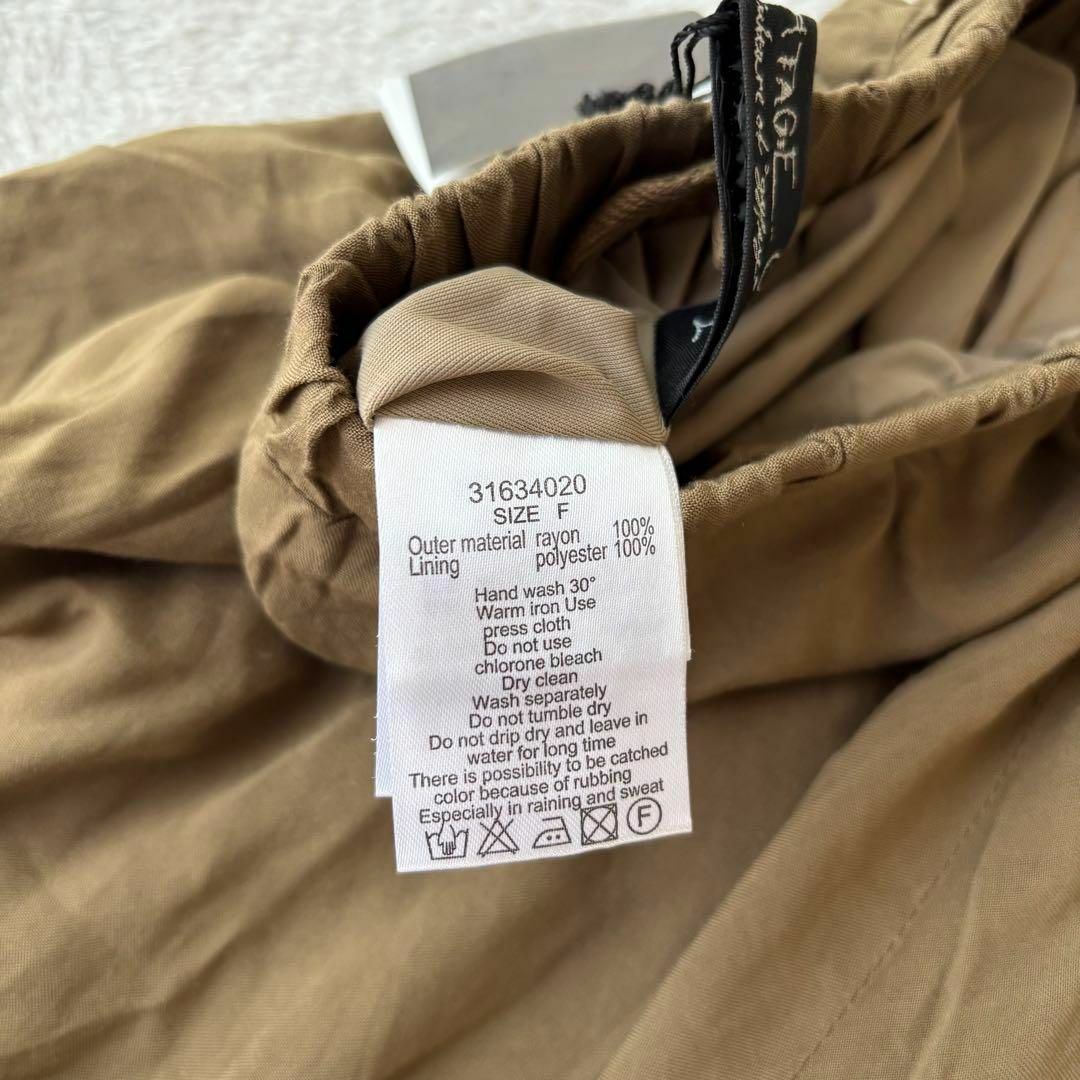 TAGE
31634020
SIZE F
Outer material rayon 100%
Lining polyester 100%
Hand wash 30°
Warm iron Use
press cloth
Do not use
chlorone bleach
Dry clean
Wash separately
Do not tumble dry
Do not drip dry and leave in
water for long time
There is possibility to be catched
color because of rubbing
Especially in raining and sweat
F